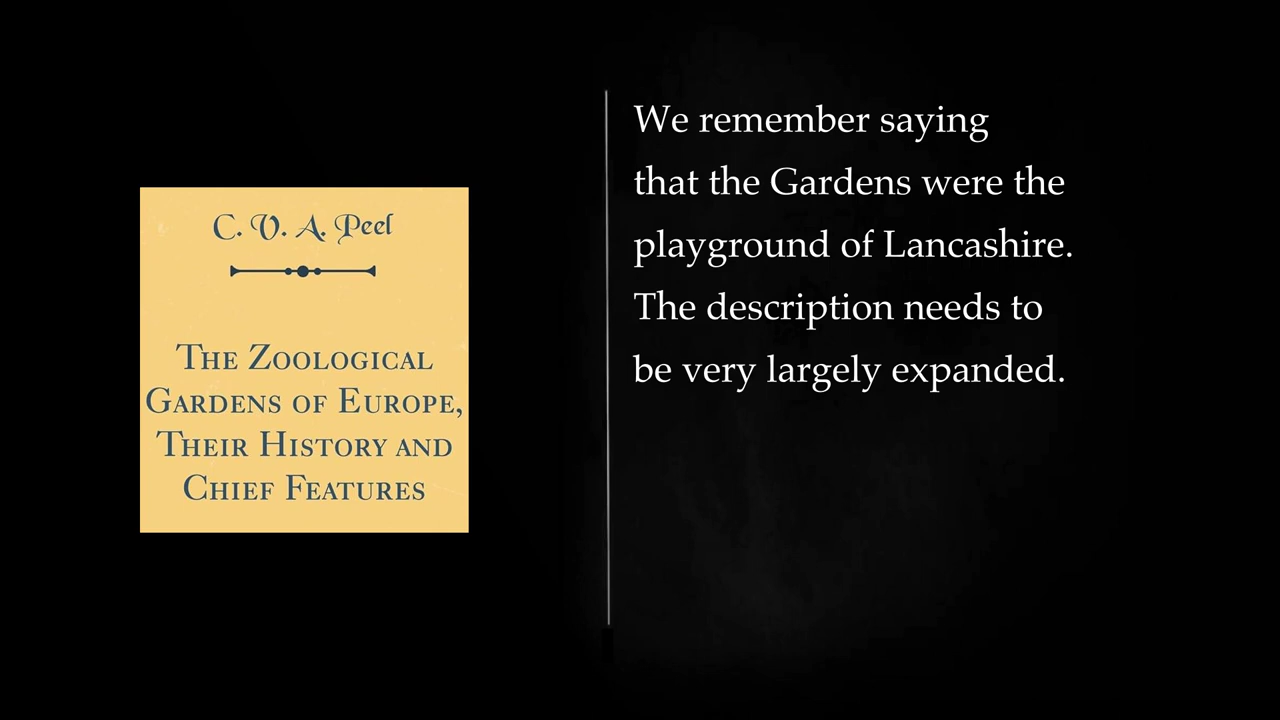 C. V. A. Peel
The Zoological
Gardens of Europe,
Their History and
Chief Features
We remember saying
that the Gardens were the
playground of Lancashire.
The description needs to
be very largely expanded.